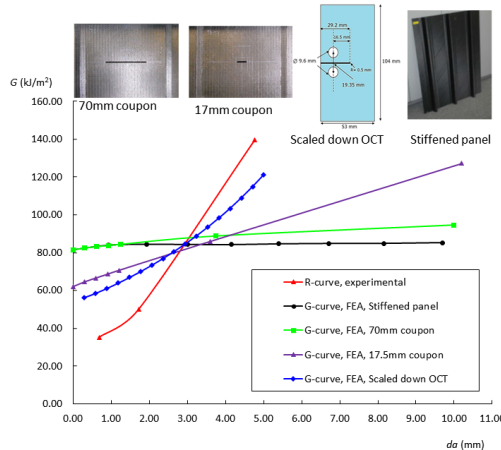 29.2 mm
Ø 9.6 mm
19.35 mm
104 mm
53 mm
70mm coupon
17mm coupon
Scaled down OCT
Stiffened panel
G (kJ/m²)
160.00
140.00
120.00
100.00
80.00
60.00
40.00
20.00
0.00
0.00 1.00 2.00 3.00 4.00 5.00 6.00 7.00 8.00 9.00 10.00 11.00
da (mm)
R-curve, experimental
G-curve, FEA, Stiffened panel
G-curve, FEA, 70mm coupon
G-curve, FEA, 17.5mm coupon
G-curve, FEA, Scaled down OCT